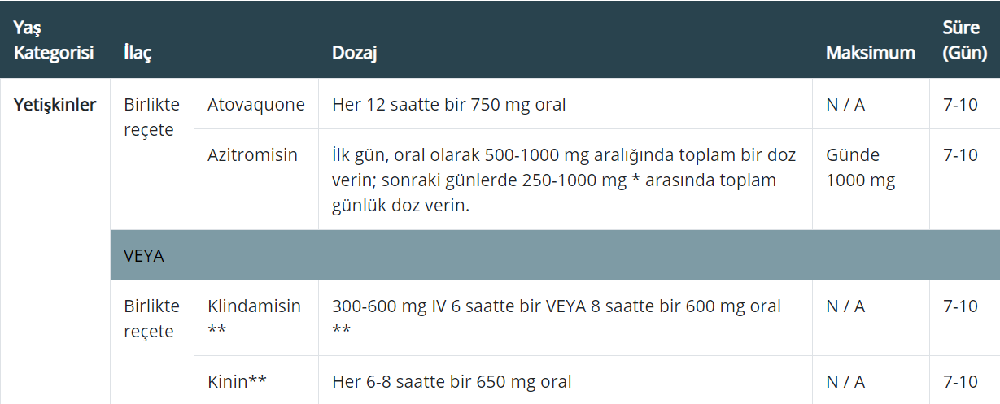 Yaş Kategorisi İlaç Dozaj Maksimum Süre (Gün)
Yetişkinler Birlikte reçete Atovaquone Her 12 saatte bir 750 mg oral N / A 7-10
Azitromisin İlk gün, oral olarak 500-1000 mg aralığında toplam bir doz
verin; sonraki günlerde 250-1000 mg * arasında toplam
günlük doz verin.
Günde
1000 mg
7-10
VEYA
Birlikte
reçete
Klindamisin
**
300-600 mg IV 6 saatte bir VEYA 8 saatte bir 600 mg oral
**
N / A
7-10
Kinin** Her 6-8 saatte bir 650 mg oral N / A 7-10